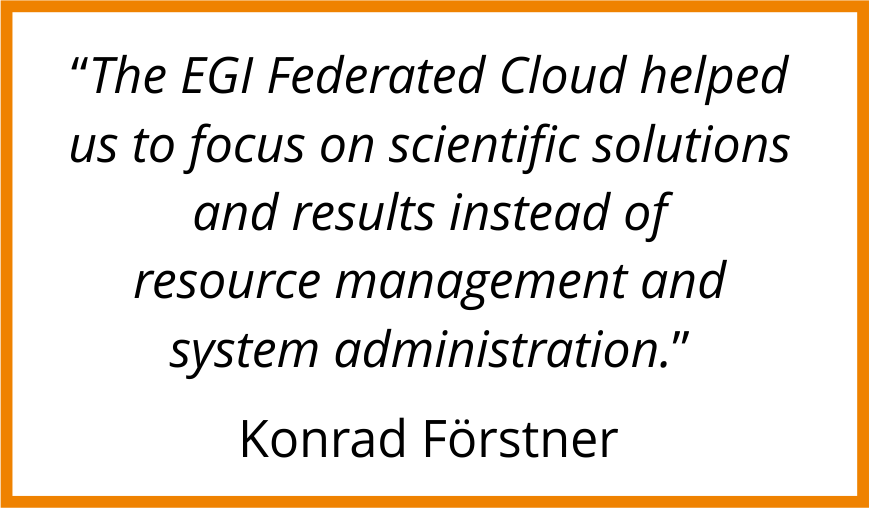 “The EGI Federated Cloud helped
us to focus on scientific solutions
and results instead of
resource management and
system administration.”
Konrad Förstner